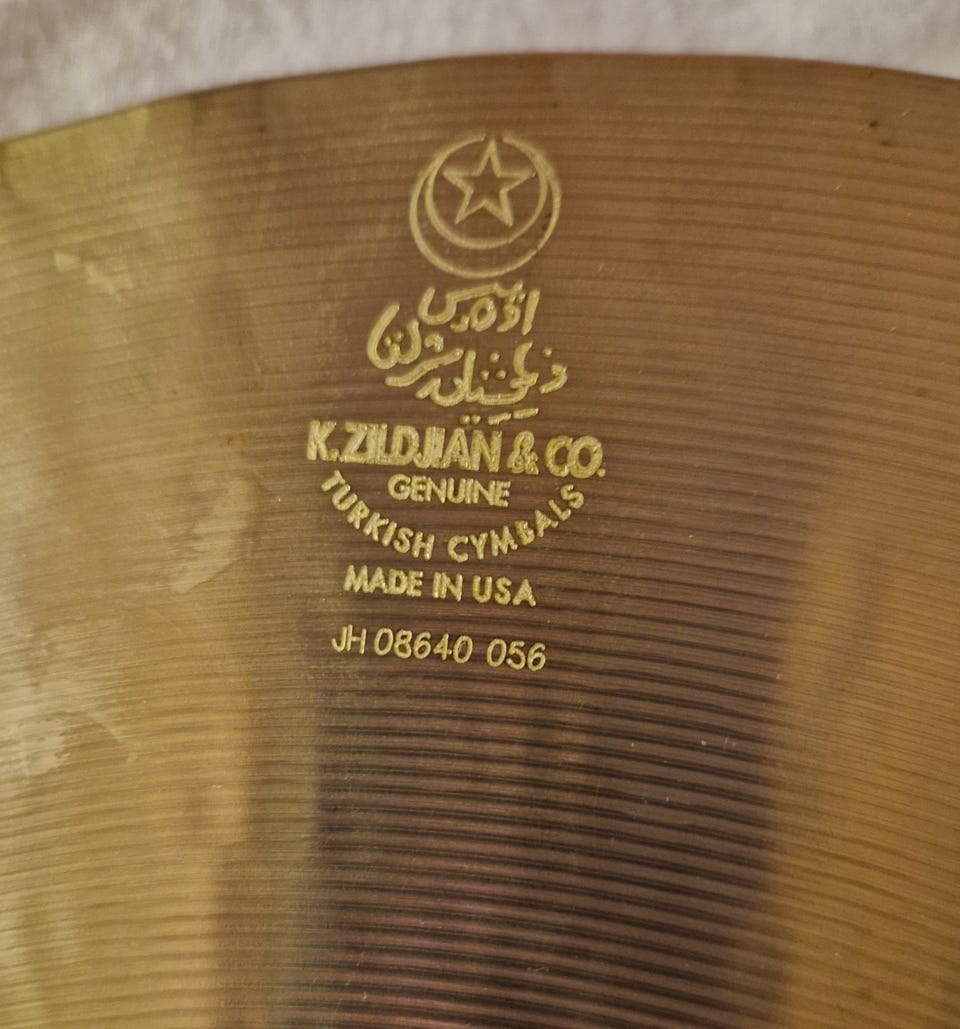 K. ZILDJIAN & CO.
GENUINE
TURKISH CYMBALS
MADE IN USA
JH 08640 056